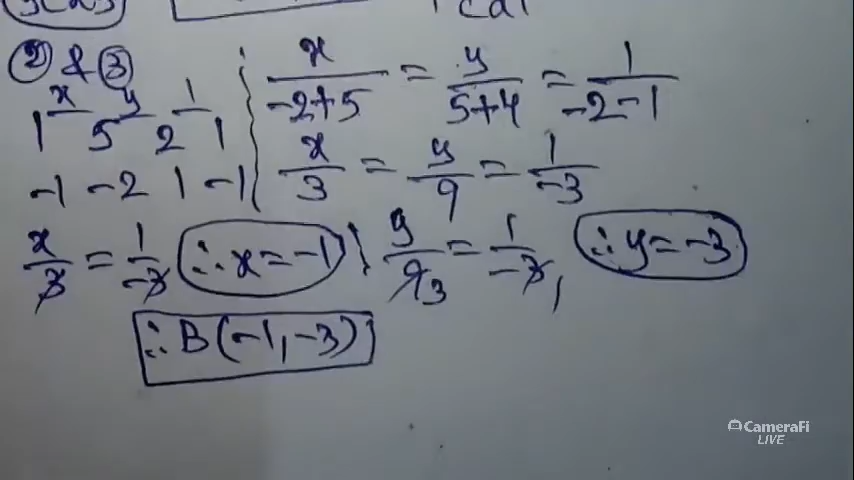 ② & ③
x y 1
1 5 2 1
-1 -2 1 -1
x/-2+5 = y/5+4 = 1/-2-1
x/3 = y/9 = 1/-3
x/3 = 1/-3 ∴x=-1 | y/9 3 = 1/-3, ∴y=-3
∴B(-1,-3)
CameraFi
LIVE